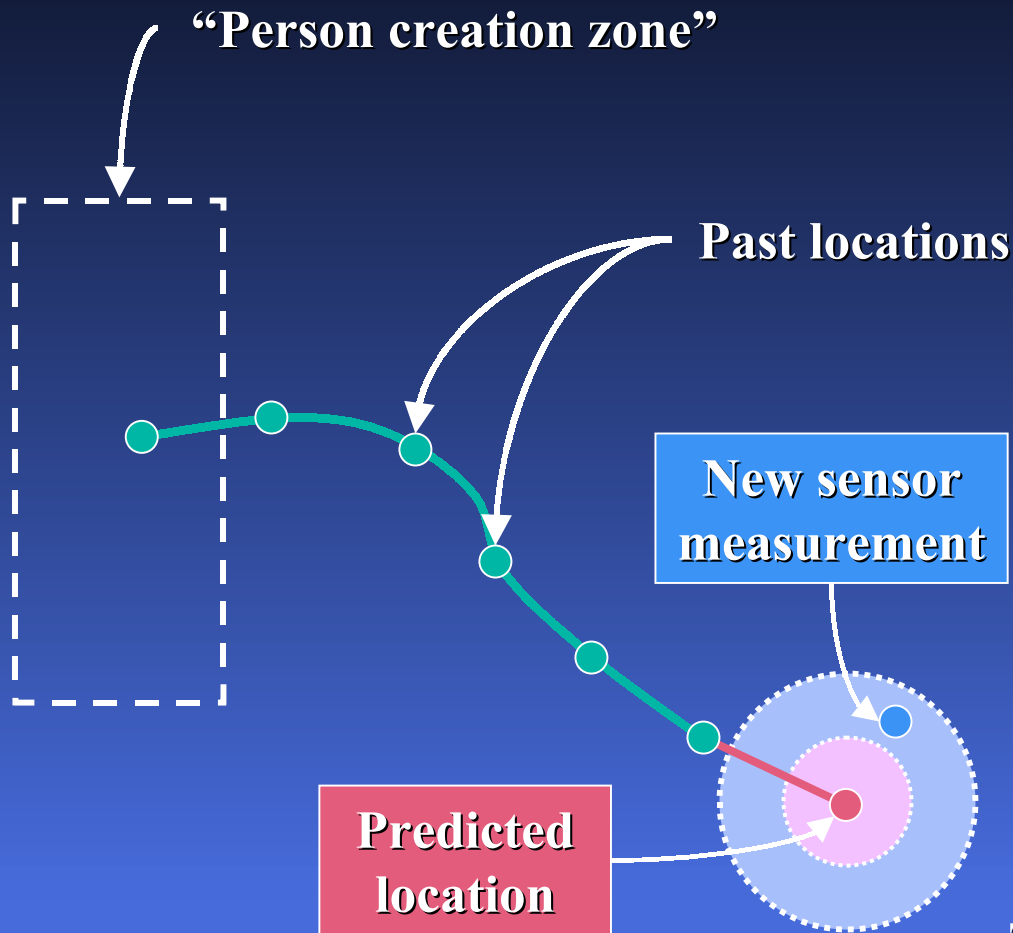 “Person creation zone”
Past locations
New sensor
measurement
Predicted
location